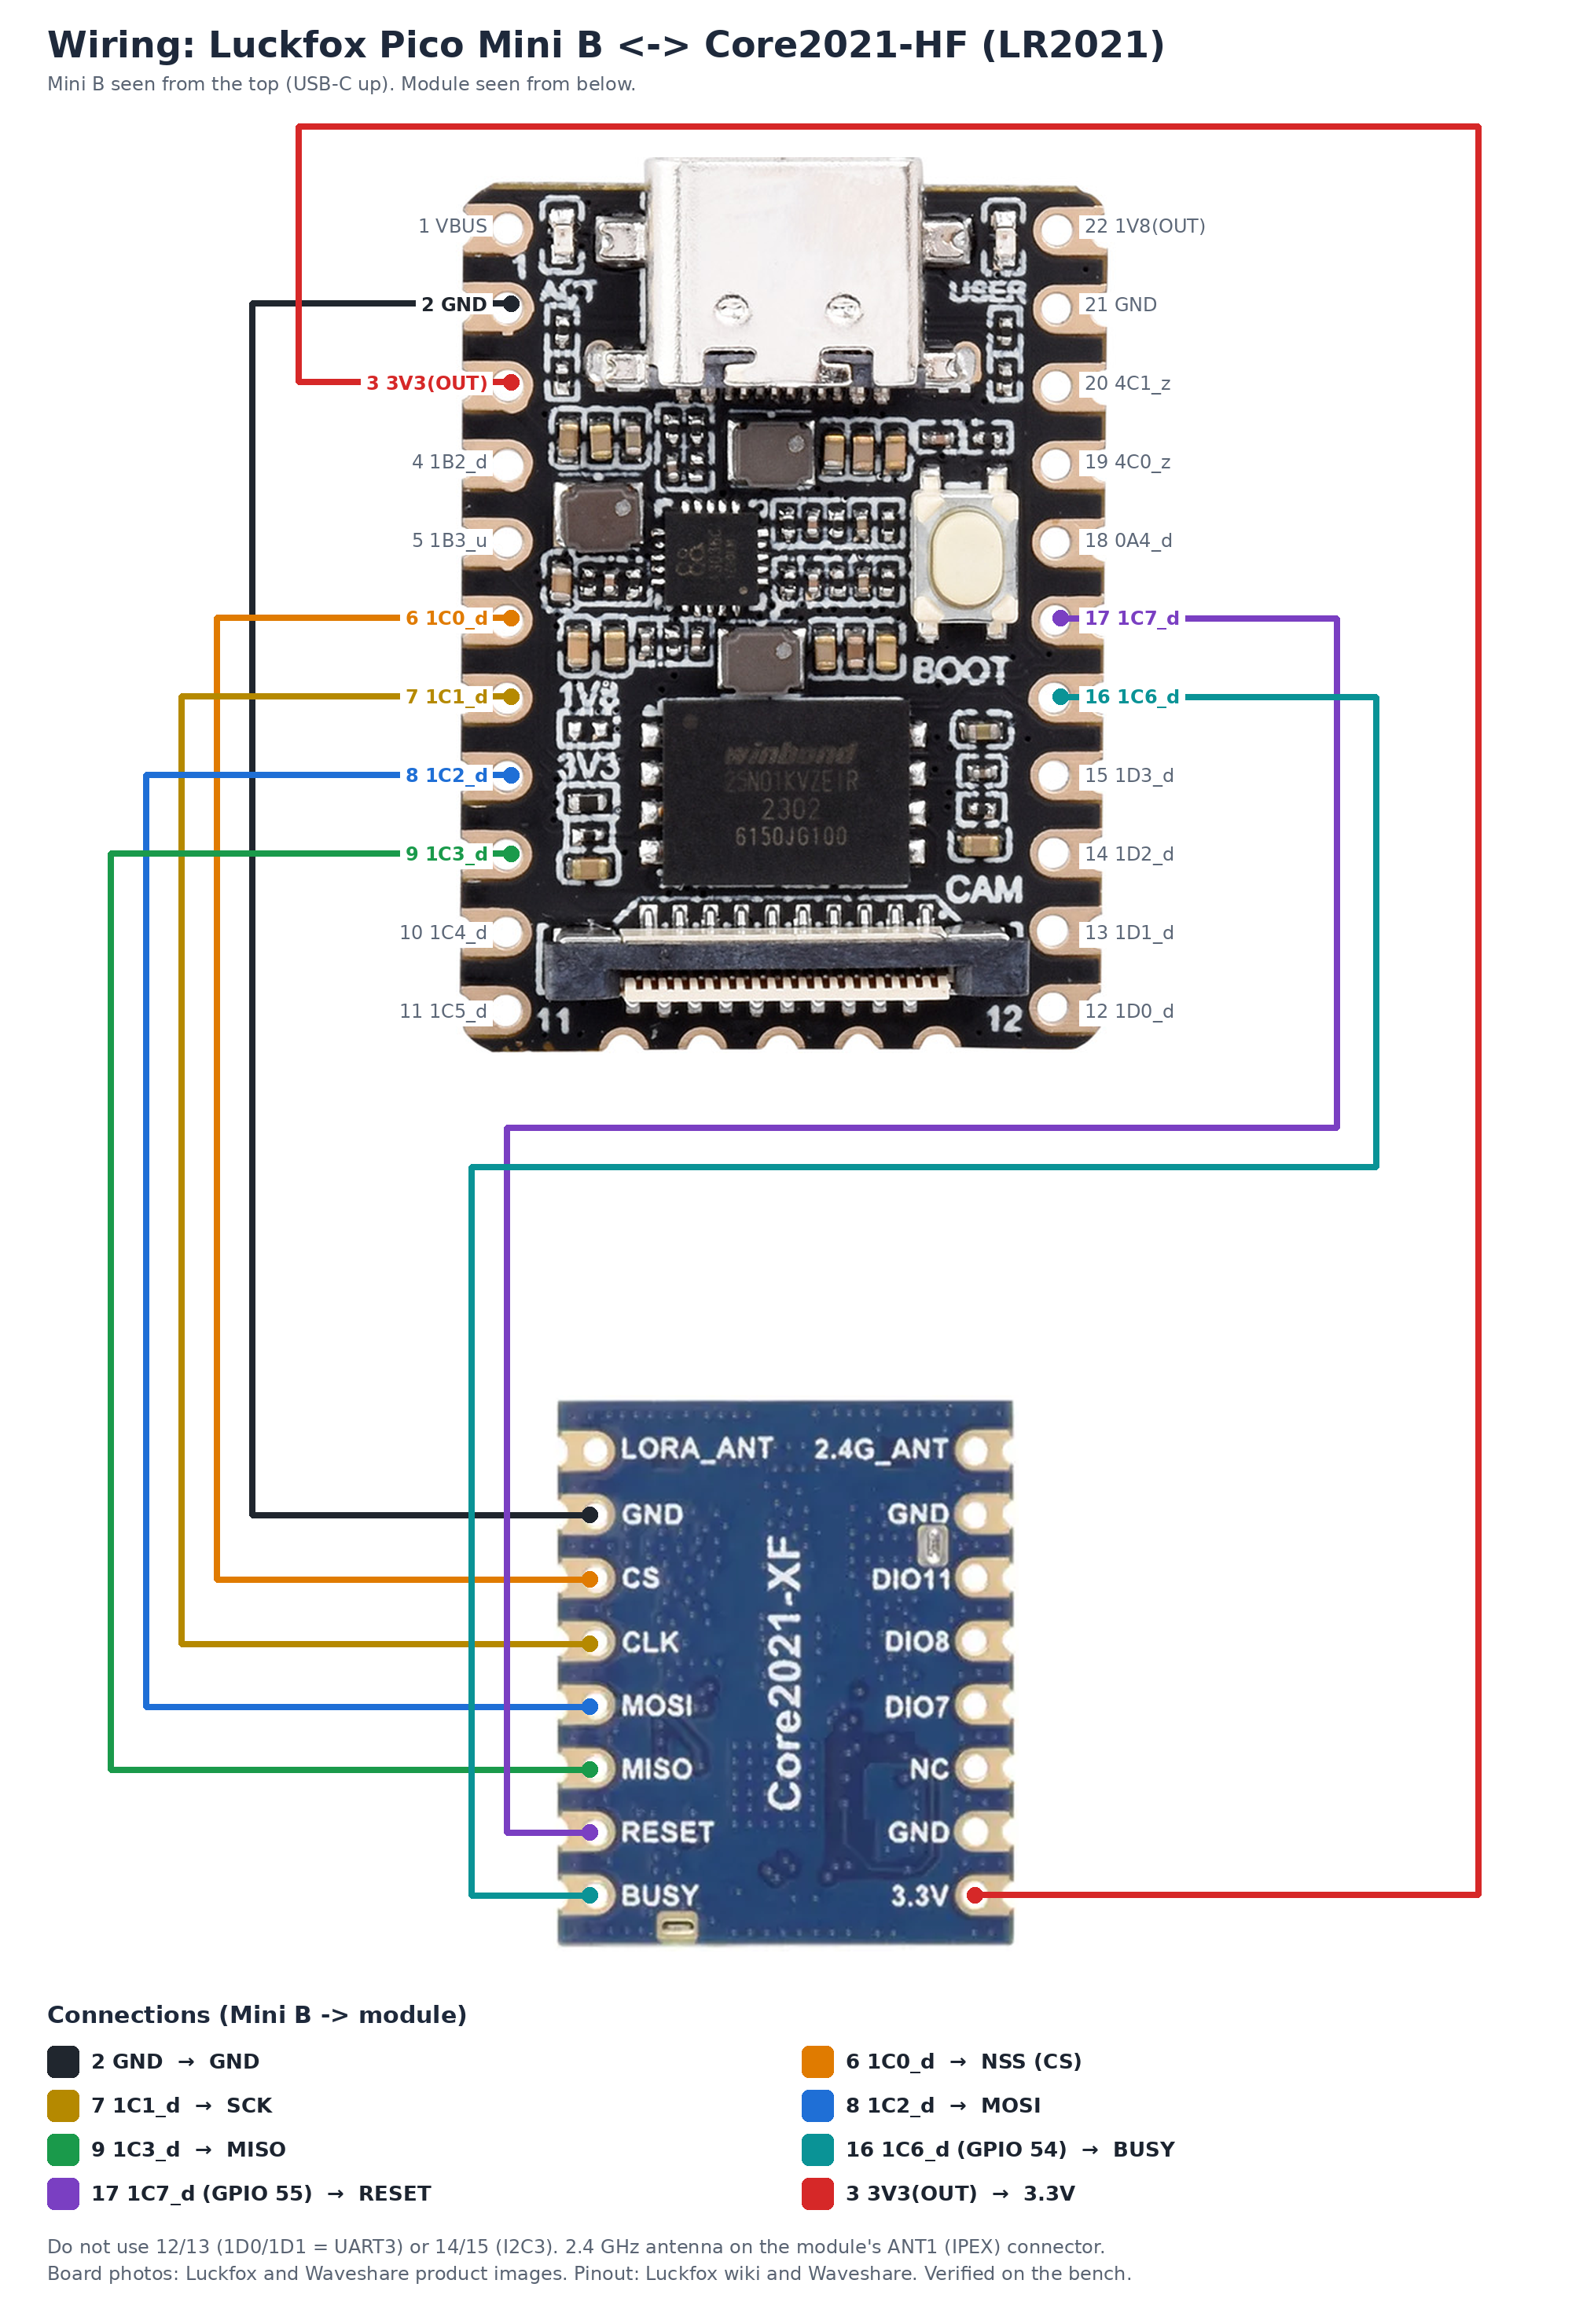 Wiring: Luckfox Pico Mini B <-> Core2021-HF (LR2021)
Mini B seen from the top (USB-C up). Module seen from below.
1 VBUS
2 GND
3 3V3(OUT)
4 1B2_d
5 1B3_u
6 1C0_d
7 1C1_d
8 1C2_d
9 1C3_d
10 1C4_d
11 1C5_d
1
ACT
USER
BOOT
1V8
3V3
winbond
25N01KVZEIR
2302
6150JG100
CAM
11
12
22 1V8(OUT)
21 GND
20 4C1_z
19 4C0_z
18 0A4_d
17 1C7_d
16 1C6_d
15 1D3_d
14 1D2_d
13 1D1_d
12 1D0_d
LORA_ANT
GND
CS
CLK
MOSI
MISO
RESET
BUSY
Core2021-XF
2.4G_ANT
GND
DIO11
DIO8
DIO7
NC
GND
3.3V
Connections (Mini B -> module)
2 GND → GND
6 1C0_d → NSS (CS)
7 1C1_d → SCK
8 1C2_d → MOSI
9 1C3_d → MISO
16 1C6_d (GPIO 54) → BUSY
17 1C7_d (GPIO 55) → RESET
3 3V3(OUT) → 3.3V
Do not use 12/13 (1D0/1D1 = UART3) or 14/15 (I2C3). 2.4 GHz antenna on the module's ANT1 (IPEX) connector.
Board photos: Luckfox and Waveshare product images. Pinout: Luckfox wiki and Waveshare. Verified on the bench.